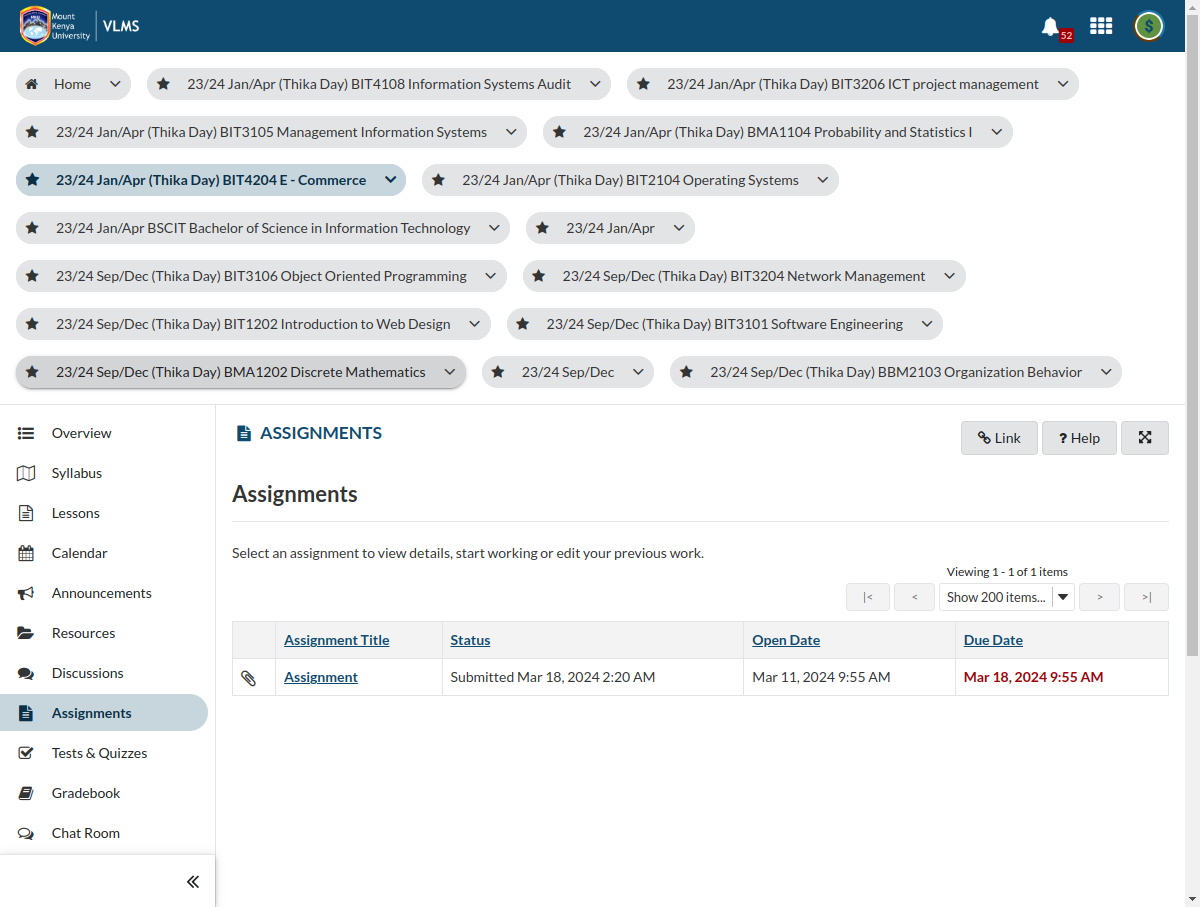 Mount
Kenya
University
VLMS
52
Home
23/24 Jan/Apr (Thika Day) BIT4108 Information Systems Audit
23/24 Jan/Apr (Thika Day) BIT3206 ICT project management
23/24 Jan/Apr (Thika Day) BIT3105 Management Information Systems
23/24 Jan/Apr (Thika Day) BMA1104 Probability and Statistics I
23/24 Jan/Apr (Thika Day) BIT4204 E - Commerce
23/24 Jan/Apr (Thika Day) BIT2104 Operating Systems
23/24 Jan/Apr BSCIT Bachelor of Science in Information Technology
23/24 Jan/Apr
23/24 Sep/Dec (Thika Day) BIT3106 Object Oriented Programming
23/24 Sep/Dec (Thika Day) BIT3204 Network Management
23/24 Sep/Dec (Thika Day) BIT1202 Introduction to Web Design
23/24 Sep/Dec (Thika Day) BIT3101 Software Engineering
23/24 Sep/Dec (Thika Day) BMA1202 Discrete Mathematics
23/24 Sep/Dec
23/24 Sep/Dec (Thika Day) BBM2103 Organization Behavior
Overview
Syllabus
Lessons
Calendar
Announcements
Resources
Discussions
Assignments
Tests & Quizzes
Gradebook
Chat Room
ASSIGNMENTS
Link
? Help
Assignments
Select an assignment to view details, start working or edit your previous work.
Viewing 1 - 1 of 1 items
|< < Show 200 items... > >|
Assignment Title Status Open Date Due Date
Assignment Submitted Mar 18, 2024 2:20 AM Mar 11, 2024 9:55 AM Mar 18, 2024 9:55 AM